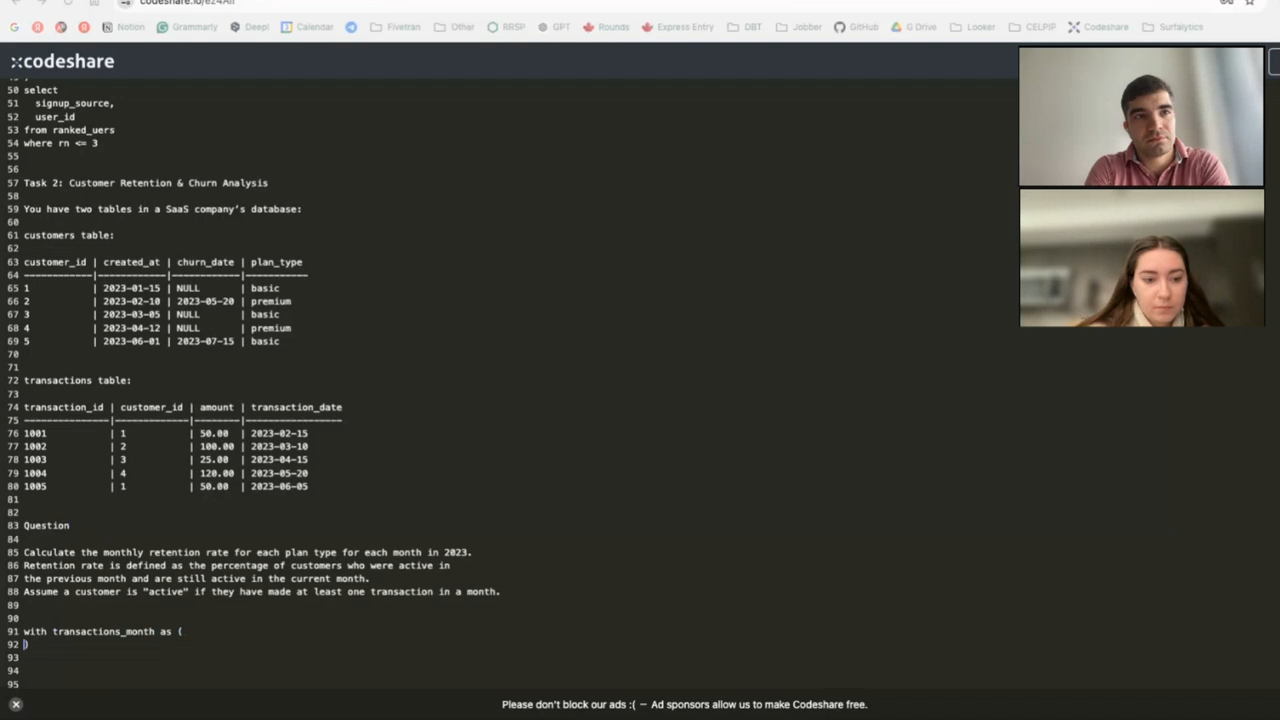 codeshare.io/ez4Alr
Notion Grammarly Deepl Calendar Fivetran Other RRSP GPT Rounds Express Entry DBT Jobber GitHub G Drive Looker CELPIP Codeshare Surfalytics
codeshare
50 select
51 signup_source,
52 user_id
53 from ranked_uers
54 where rn <= 3
55
56
57 Task 2: Customer Retention & Churn Analysis
58
59 You have two tables in a SaaS company's database:
60
61 customers table:
62
63 customer_id | created_at | churn_date | plan_type
64 ------------|------------|------------|-----------
65 1 | 2023-01-15 | NULL | basic
66 2 | 2023-02-10 | 2023-05-20 | premium
67 3 | 2023-03-05 | NULL | basic
68 4 | 2023-04-12 | NULL | premium
69 5 | 2023-06-01 | 2023-07-15 | basic
70
71
72 transactions table:
73
74 transaction_id | customer_id | amount | transaction_date
75 ---------------|-------------|--------|-----------------
76 1001 | 1 | 50.00 | 2023-02-15
77 1002 | 2 | 100.00 | 2023-03-10
78 1003 | 3 | 25.00 | 2023-04-15
79 1004 | 4 | 120.00 | 2023-05-20
80 1005 | 1 | 50.00 | 2023-06-05
81
82
83 Question
84
85 Calculate the monthly retention rate for each plan type for each month in 2023.
86 Retention rate is defined as the percentage of customers who were active in
87 the previous month and are still active in the current month.
88 Assume a customer is "active" if they have made at least one transaction in a month.
89
90
91 with transactions_month as (
92 )
93
94
95
Please don't block our ads :( — Ad sponsors allow us to make Codeshare free.